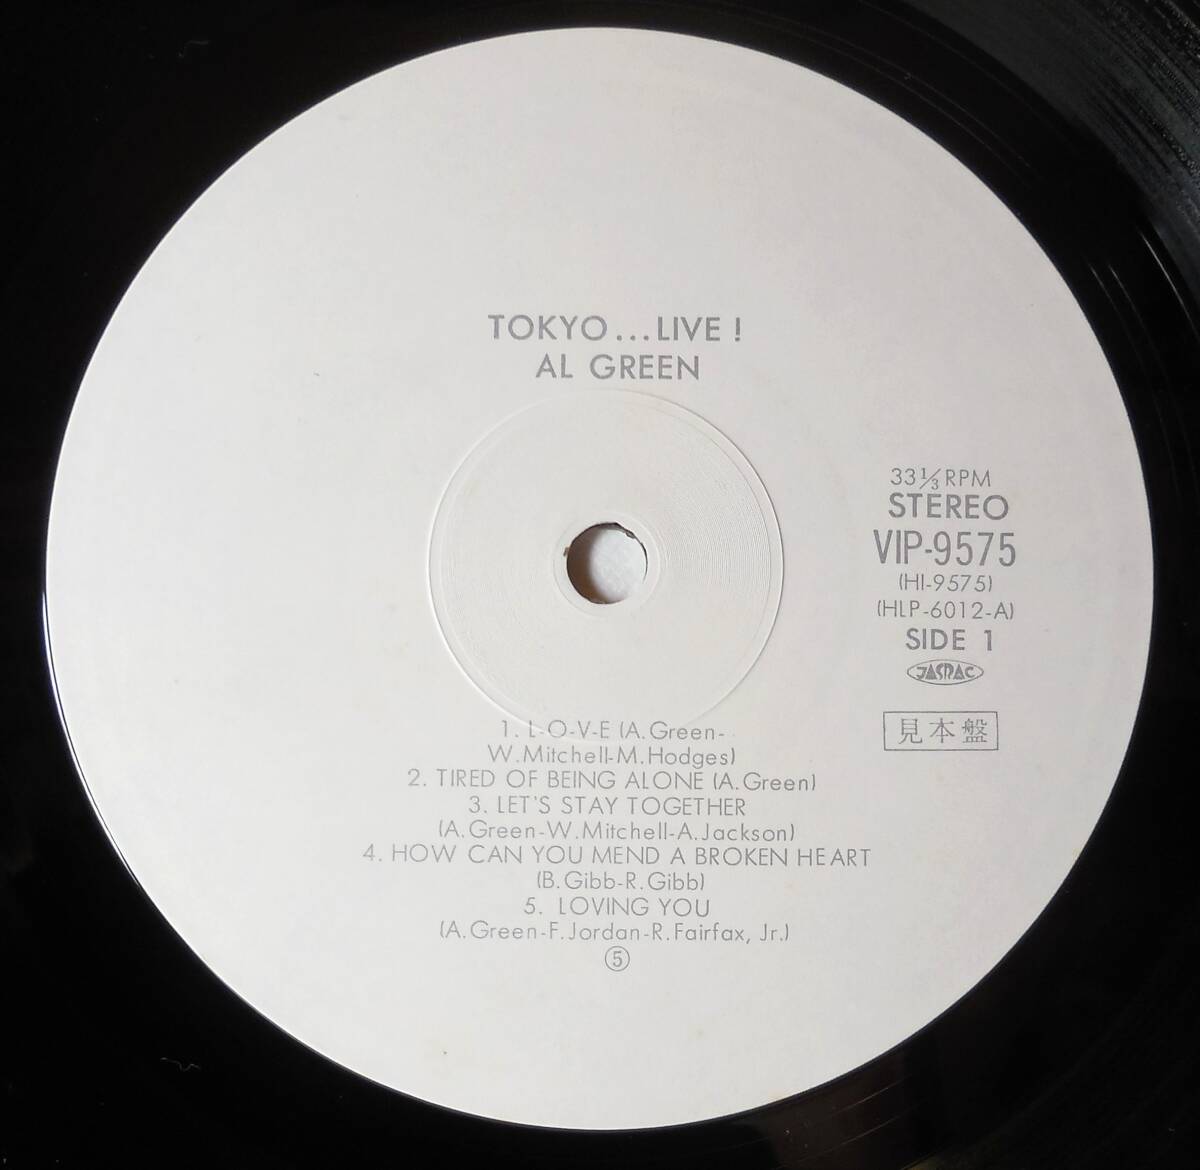 TOKYO...LIVE!
AL GREEN
33⅓ RPM
STEREO
VIP-9575
(HI-9575)
(HLP-6012-A)
SIDE 1
JASRAC
見本盤
1. L-O-V-E (A.Green-
W.Mitchell-M.Hodges)
2. TIRED OF BEING ALONE (A.Green)
3. LET'S STAY TOGETHER
(A.Green-W.Mitchell-A.Jackson)
4. HOW CAN YOU MEND A BROKEN HEART
(B.Gibb-R.Gibb)
5. LOVING YOU
(A.Green-F.Jordan-R.Fairfax, Jr.)
⑤